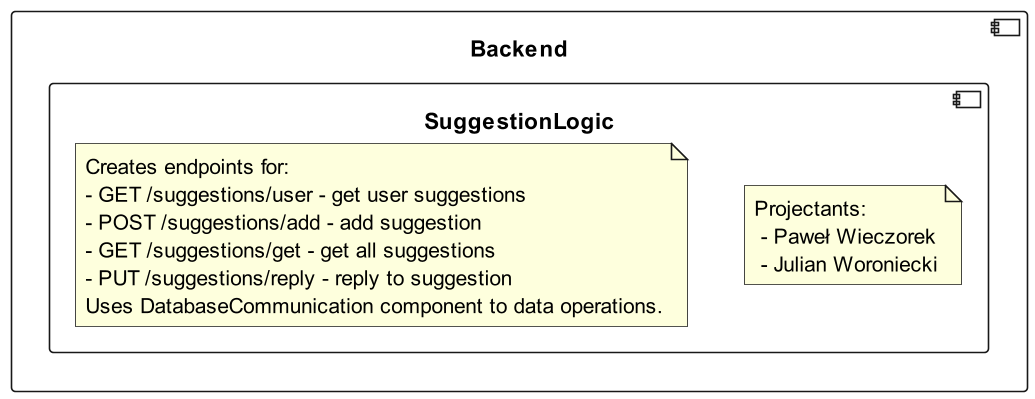 Backend
SuggestionLogic
Creates endpoints for:
- GET /suggestions/user - get user suggestions
- POST /suggestions/add - add suggestion
- GET /suggestions/get - get all suggestions
- PUT /suggestions/reply - reply to suggestion
Uses DatabaseCommunication component to data operations.
Projectants:
- Paweł Wieczorek
- Julian Woroniecki